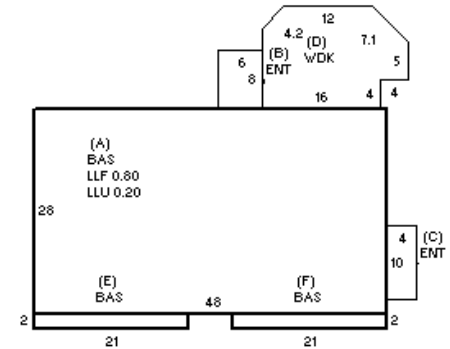 12
4.2
(D)
7.1
WDK
(B)
ENT
6
8
5
16
4
4
(A)
BAS
LLF 0.80
LLU 0.20
28
4
(C)
ENT
10
(E)
BAS
48
(F)
BAS
2
2
21
21